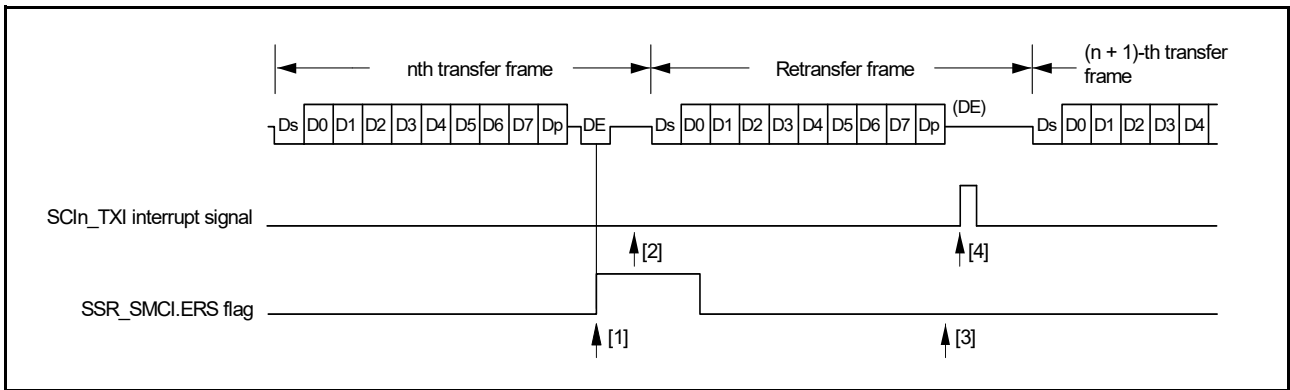 nth transfer frame
Retransfer frame
(n + 1)-th transfer
frame
Ds D0 D1 D2 D3 D4 D5 D6 D7 Dp DE Ds D0 D1 D2 D3 D4 D5 D6 D7 Dp (DE) Ds D0 D1 D2 D3 D4
SCIn_TXI interrupt signal
[2] [4]
SSR_SMCI.ERS flag
[1] [3]